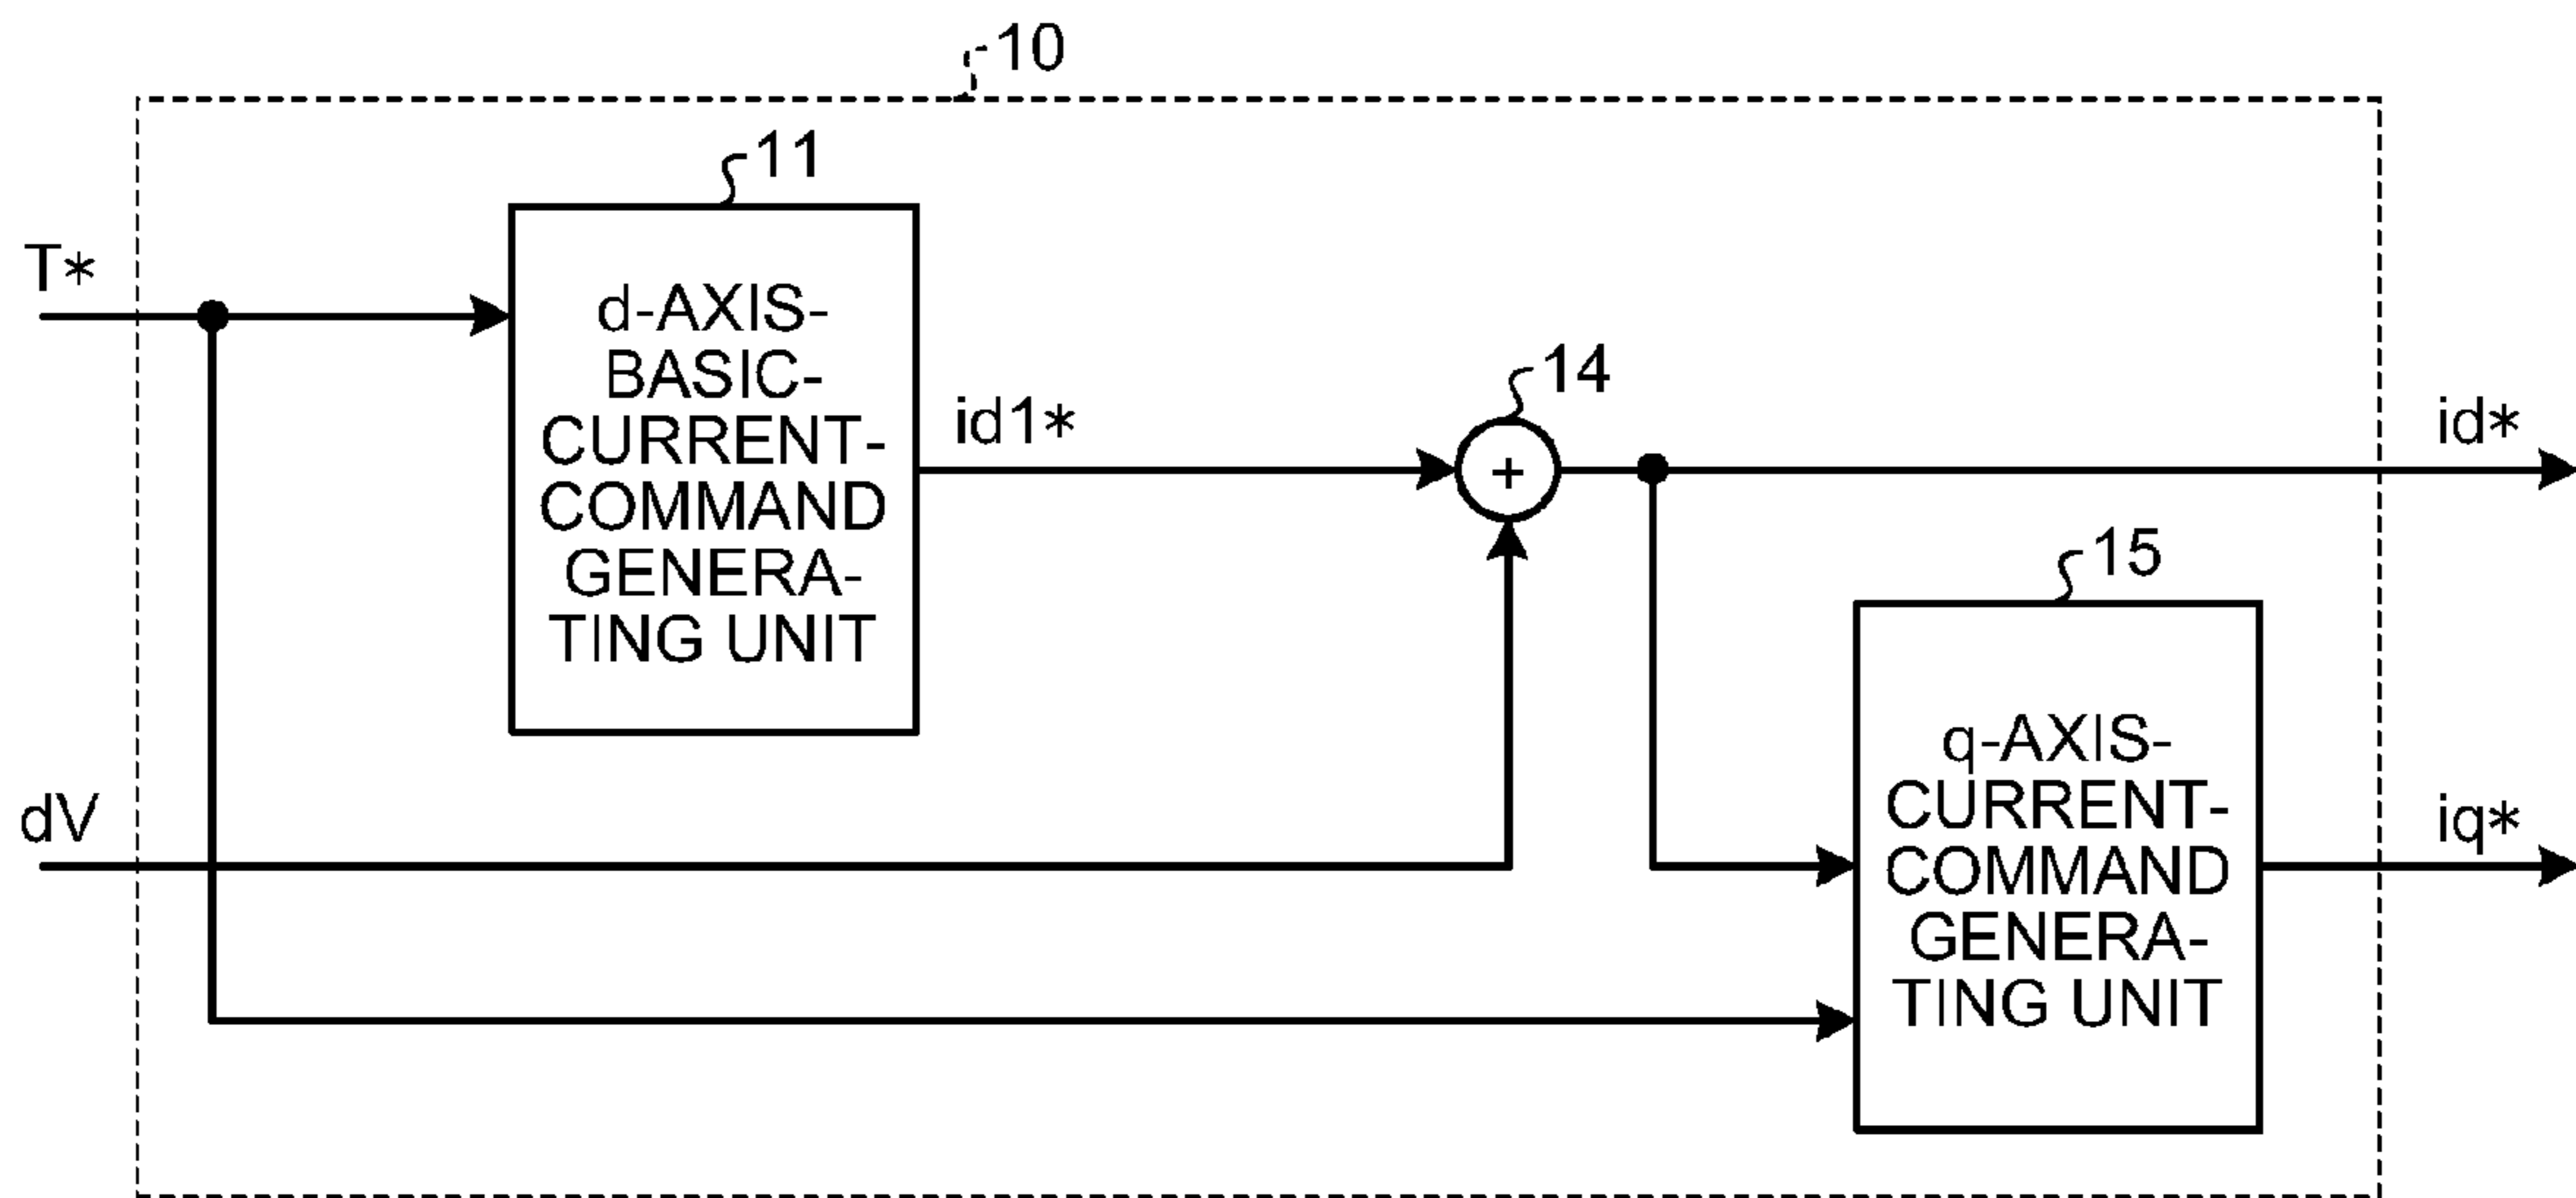 10
11
T*
d-AXIS-
BASIC-
CURRENT-
COMMAND
GENERA-
TING UNIT
id1*
14
+
id*
15
dV
q-AXIS-
CURRENT-
COMMAND
GENERA-
TING UNIT
iq*